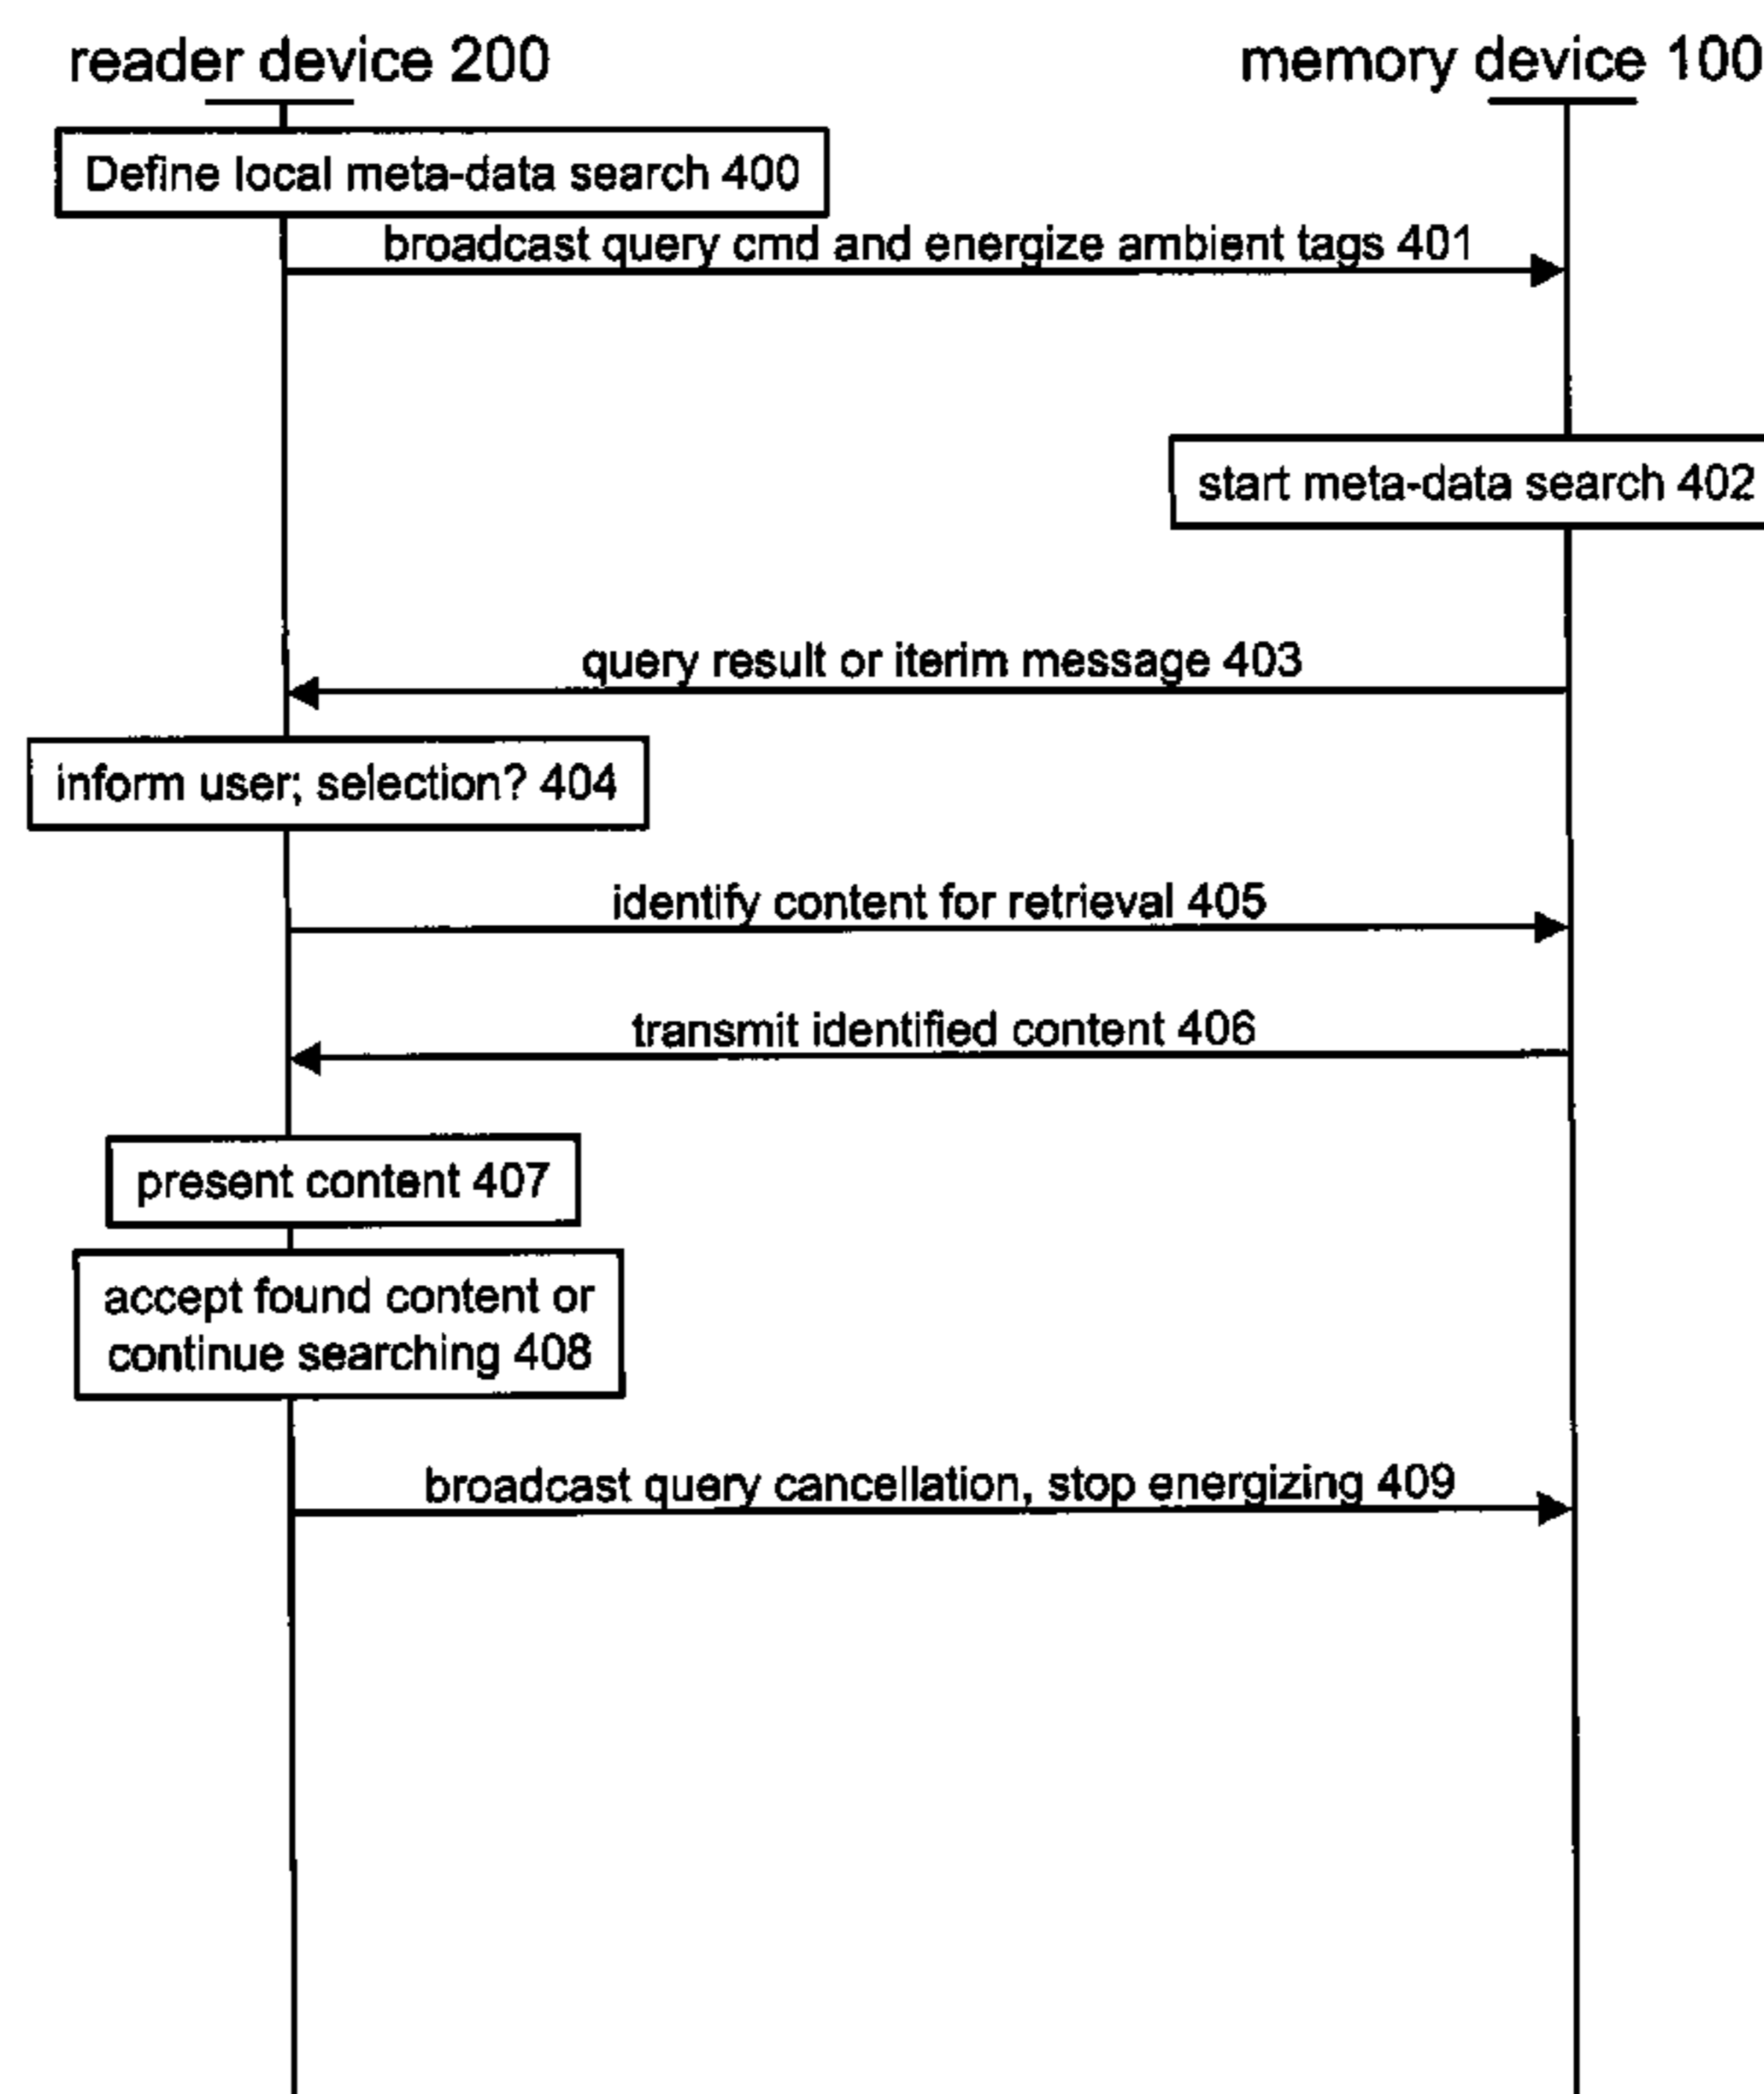 reader device 200
memory device 100
Define local meta-data search 400
broadcast query cmd and energize ambient tags 401
start meta-data search 402
query result or iterim message 403
inform user; selection? 404
identify content for retrieval 405
transmit identified content 406
present content 407
accept found content or
continue searching 408
broadcast query cancellation, stop energizing 409